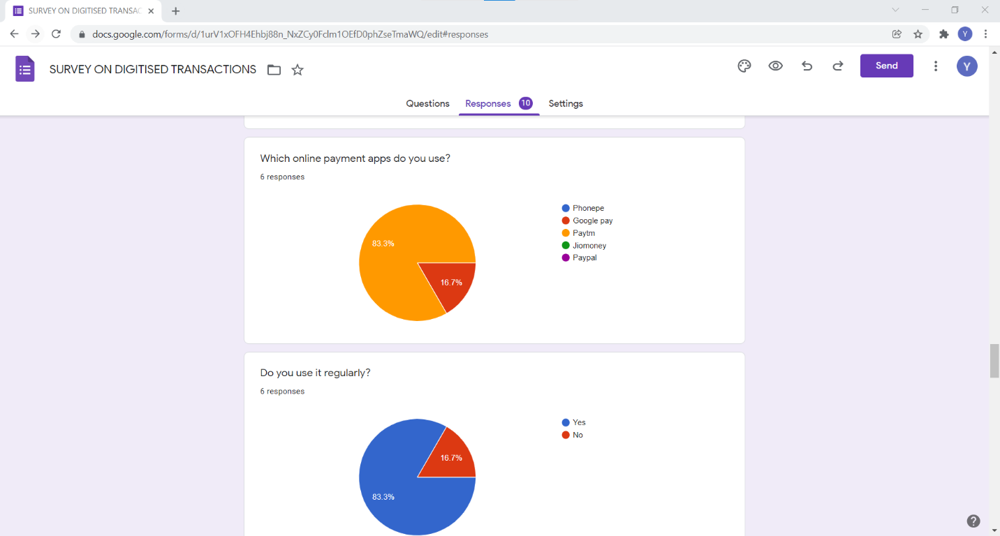 SURVEY ON DIGITISED TRANSAC
docs.google.com/forms/d/1urV1xOFH4Ehbj88n_NxZCy0Fclm1OEfD0phZseTmaWQ/edit#responses
Y
SURVEY ON DIGITISED TRANSACTIONS
Send
Y
Questions
Responses 10
Settings
Which online payment apps do you use?
6 responses
83.3%
16.7%
Phonepe
Google pay
Paytm
Jiomoney
Paypal
Do you use it regularly?
6 responses
16.7%
83.3%
Yes
No